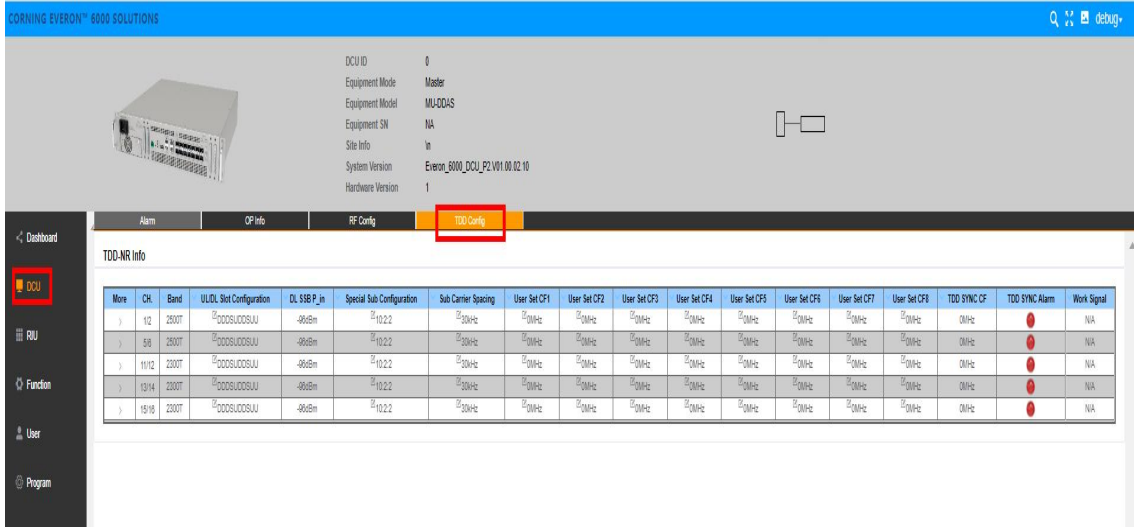 CORNING EVERON™ 6000 SOLUTIONS
debug
DCU ID 0
Equipment Mode Master
Equipment Model MU-DDAS
Equipment SN NA
Site Info \n
System Version Everon_6000_DCU_P2.V01.00.02.10
Hardware Version 1
Alarm OP Info RF Config TDD Config
Dashboard
DCU
RIU
Function
User
Program
TDD-NR Info
More CH. Band UL/DL Slot Configuration DL SSB P_in Special Sub Configuration Sub Carrier Spacing User Set CF1 User Set CF2 User Set CF3 User Set CF4 User Set CF5 User Set CF6 User Set CF7 User Set CF8 TDD SYNC CF TDD SYNC Alarm Work Signal
1/2 2500T DDDSUDDSUU -96dBm 10:2:2 30kHz 0MHz 0MHz 0MHz 0MHz 0MHz 0MHz 0MHz 0MHz 0MHz N/A
5/6 2500T DDDSUDDSUU -96dBm 10:2:2 30kHz 0MHz 0MHz 0MHz 0MHz 0MHz 0MHz 0MHz 0MHz 0MHz N/A
11/12 2300T DDDSUDDSUU -96dBm 10:2:2 30kHz 0MHz 0MHz 0MHz 0MHz 0MHz 0MHz 0MHz 0MHz 0MHz N/A
13/14 2300T DDDSUDDSUU -96dBm 10:2:2 30kHz 0MHz 0MHz 0MHz 0MHz 0MHz 0MHz 0MHz 0MHz 0MHz N/A
15/16 2300T DDDSUDDSUU -96dBm 10:2:2 30kHz 0MHz 0MHz 0MHz 0MHz 0MHz 0MHz 0MHz 0MHz 0MHz N/A